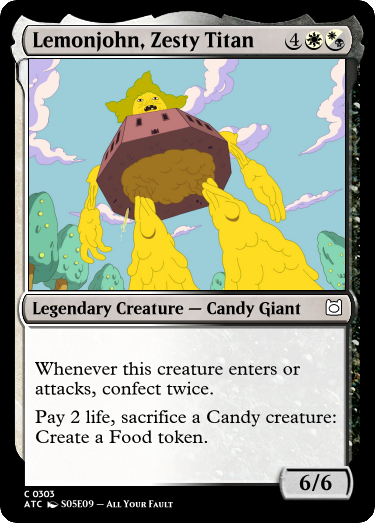 Lemonjohn, Zesty Titan 4
Legendary Creature — Candy Giant
Whenever this creature enters or
attacks, confect twice.
Pay 2 life, sacrifice a Candy creature:
Create a Food token.
6/6
C 0303
ATC S05E09 — All Your Fault